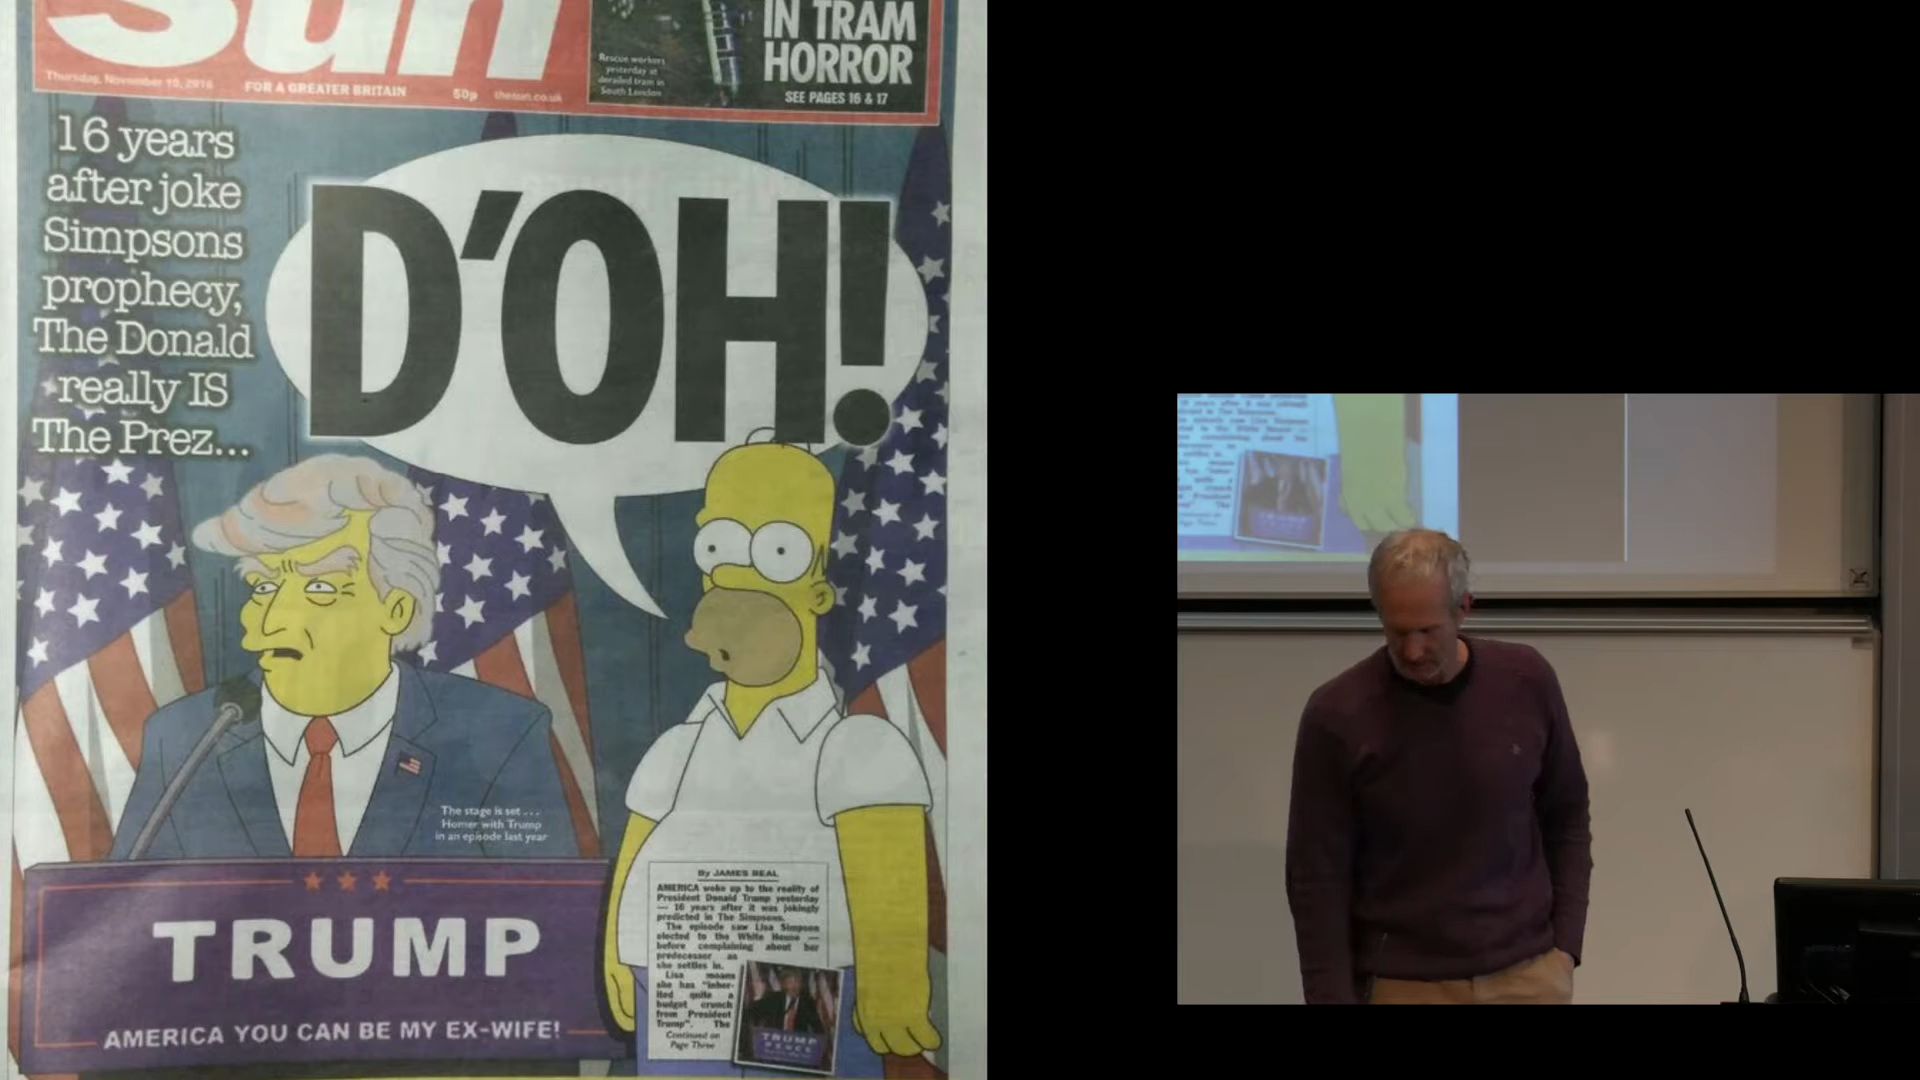 Sun
Thursday, November 10, 2016
FOR A GREATER BRITAIN
50p
thesun.co.uk
Rescue workers
yesterday at
derailed tram in
South London
IN TRAM
HORROR
SEE PAGES 16 & 17
16 years
after joke
Simpsons
prophecy,
The Donald
really IS
The Prez...
D'OH!
The stage is set . . .
Homer with Trump
in an episode last year
TRUMP
AMERICA YOU CAN BE MY EX-WIFE!
By JAMES BEAL
AMERICA woke up to the reality of
President Donald Trump yesterday
— 16 years after it was jokingly
predicted in The Simpsons.
The episode saw Lisa Simpson
elected to the White House —
before complaining about her
predecessor as
she settles in.
Lisa moans
she has "inher-
ited quite a
budget crunch
from President
Trump". The
Continued on
Page Three
TRUMP